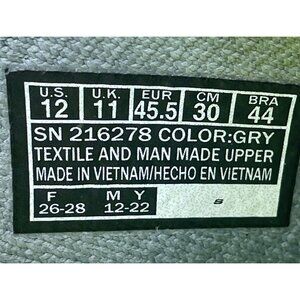 U.S. U.K. EUR CM BRA
12 11 45.5 30 44
SN 216278 COLOR:GRY
TEXTILE AND MAN MADE UPPER
MADE IN VIETNAM/HECHO EN VIETNAM
F M Y
26-28 12-22